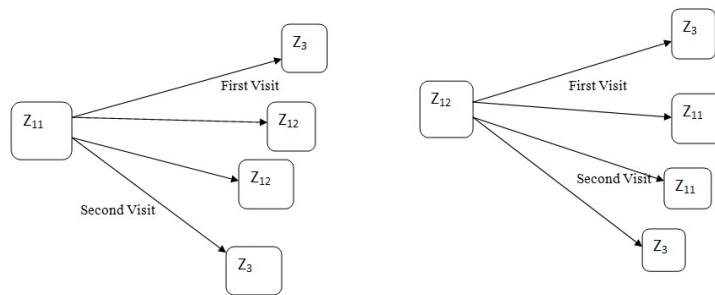 Z₃
First Visit
Z₁₁
Z₁₂
Z₁₂
Second Visit
Z₃
Z₃
First Visit
Z₁₂
Z₁₁
Second Visit
Z₁₁
Z₃